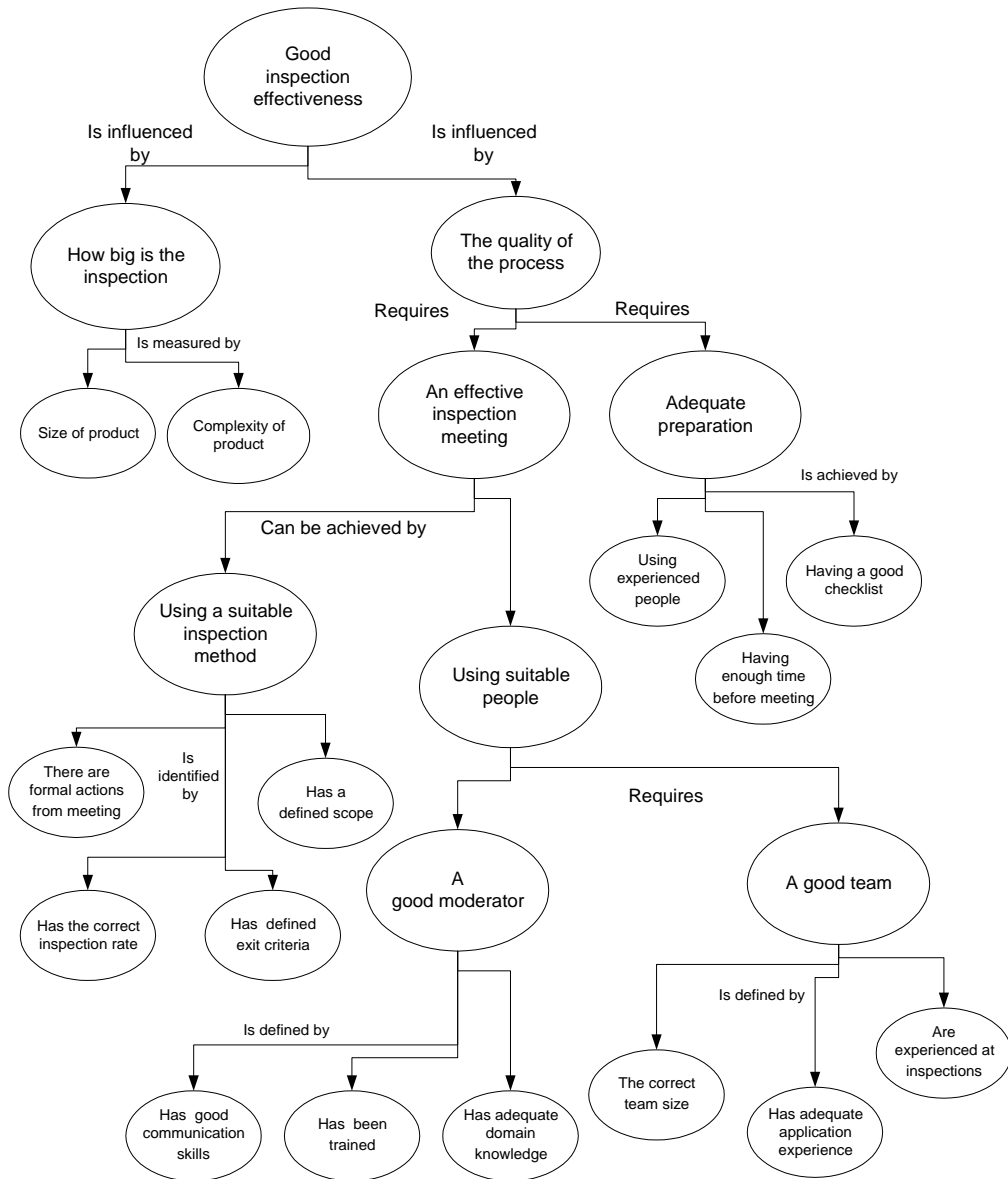 Good
inspection
effectiveness
Is influenced
by
Is influenced
by
How big is the
inspection
The quality of
the process
Requires
Requires
Is measured by
Size of product
Complexity of
product
An effective
inspection
meeting
Adequate
preparation
Is achieved by
Can be achieved by
Using
experienced
people
Having a good
checklist
Having
enough time
before meeting
Using a suitable
inspection
method
Using suitable
people
There are
formal actions
from meeting
Is
identified
by
Has a
defined scope
Requires
Has the correct
inspection rate
Has defined
exit criteria
A
good moderator
A good team
Is defined by
Is defined by
Has good
communication
skills
Has been
trained
Has adequate
domain
knowledge
The correct
team size
Has adequate
application
experience
Are
experienced at
inspections